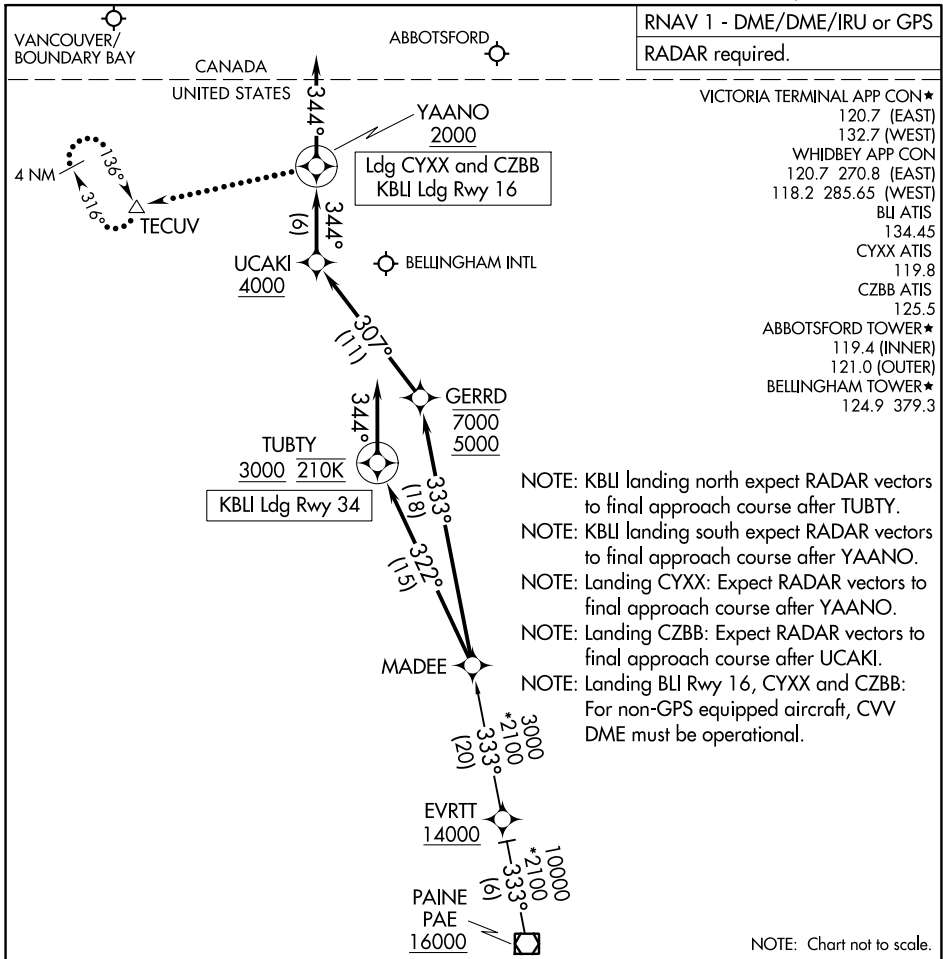 RNAV 1 - DME/DME/IRU or GPS
RADAR required.
VANCOUVER/
BOUNDARY BAY
ABBOTSFORD
CANADA
UNITED STATES
VICTORIA TERMINAL APP CON★
120.7 (EAST)
132.7 (WEST)
WHIDBEY APP CON
120.7 270.8 (EAST)
118.2 285.65 (WEST)
BLI ATIS
134.45
CYXX ATIS
119.8
CZBB ATIS
125.5
ABBOTSFORD TOWER★
119.4 (INNER)
121.0 (OUTER)
BELLINGHAM TOWER★
124.9 379.3
344°
YAANO
2000
Ldg CYXX and CZBB
KBLI Ldg Rwy 16
4 NM
136°
316°
TECUV
344°
(6)
UCAKI
4000
BELLINGHAM INTL
307°
(11)
GERRD
7000
5000
344°
TUBTY
3000 210K
KBLI Ldg Rwy 34
333°
(18)
322°
(15)
MADEE
NOTE: KBLI landing north expect RADAR vectors
to final approach course after TUBTY.
NOTE: KBLI landing south expect RADAR vectors
to final approach course after YAANO.
NOTE: Landing CYXX: Expect RADAR vectors to
final approach course after YAANO.
NOTE: Landing CZBB: Expect RADAR vectors to
final approach course after UCAKI.
NOTE: Landing BLI Rwy 16, CYXX and CZBB:
For non-GPS equipped aircraft, CVV
DME must be operational.
3000
*2100
333°
(20)
EVRTT
14000
10000
*2100
333°
(6)
PAINE
PAE
16000
NOTE: Chart not to scale.